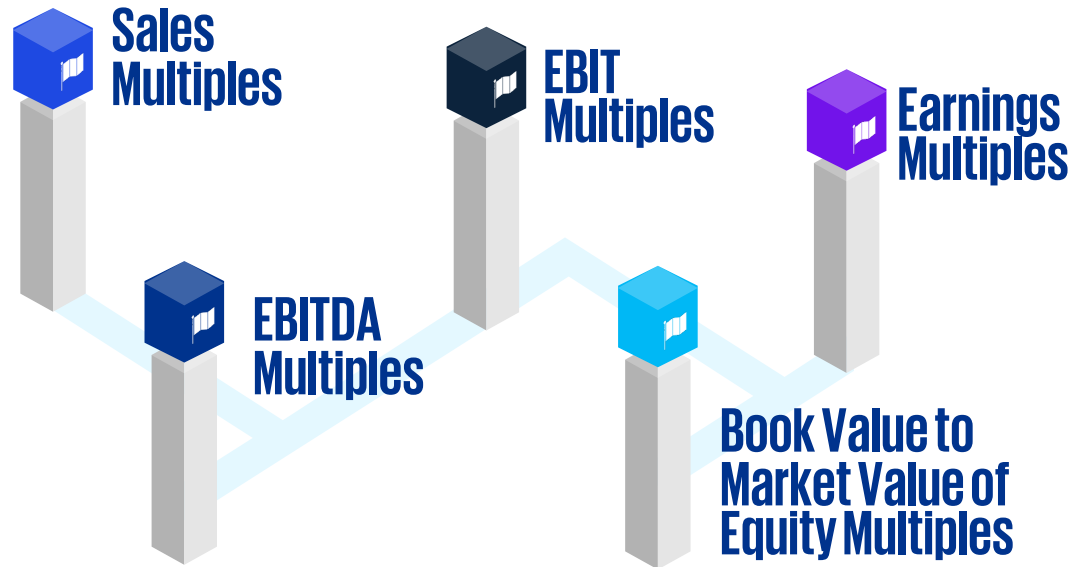 Sales
Multiples
EBIT
Multiples
Earnings
Multiples
EBITDA
Multiples
Book Value to
Market Value of
Equity Multiples